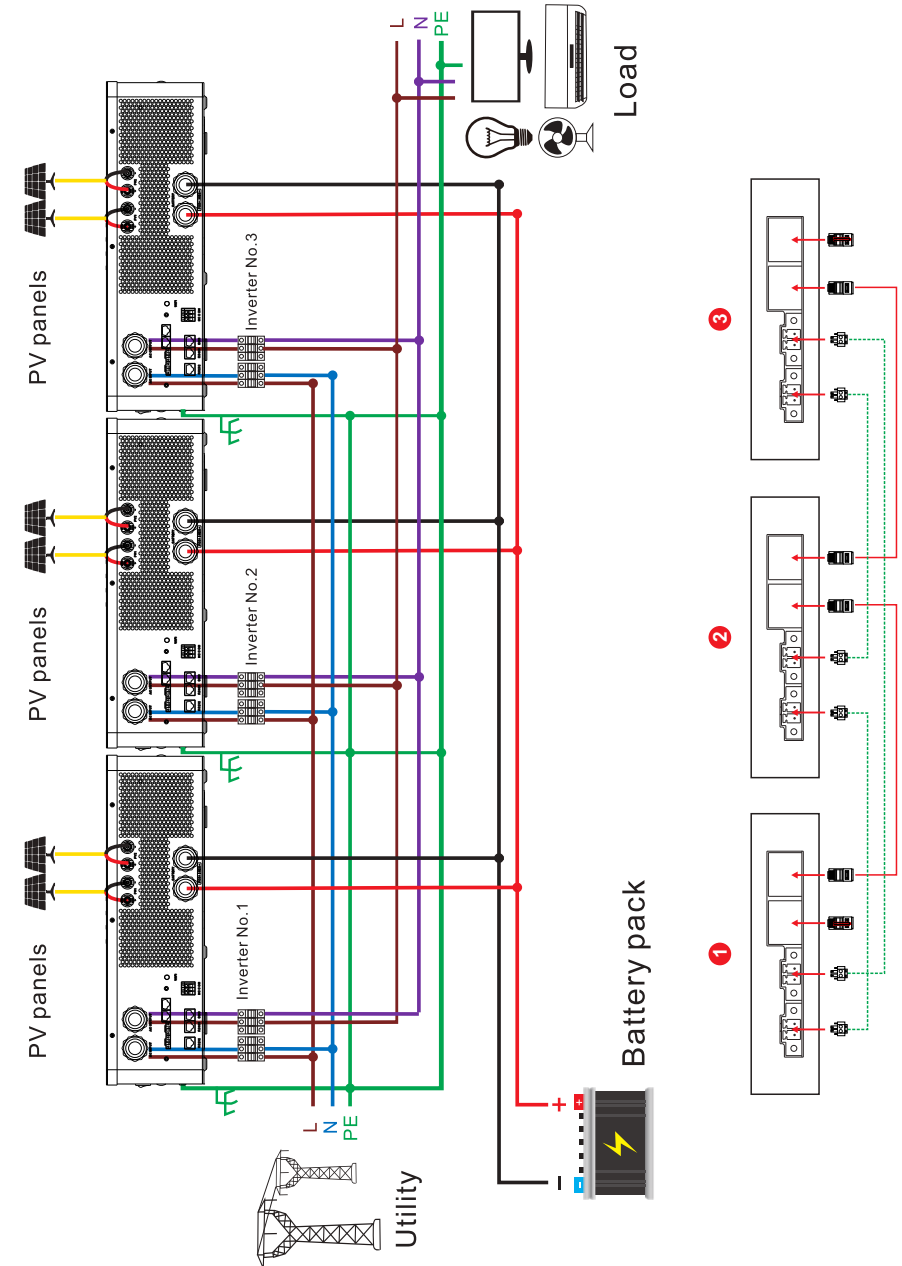 PV panels
PV panels
PV panels
Inverter No.1
Inverter No.2
Inverter No.3
L
N
PE
Utility
L
N
PE
Load
+
−
+
−
Battery pack
1
2
3